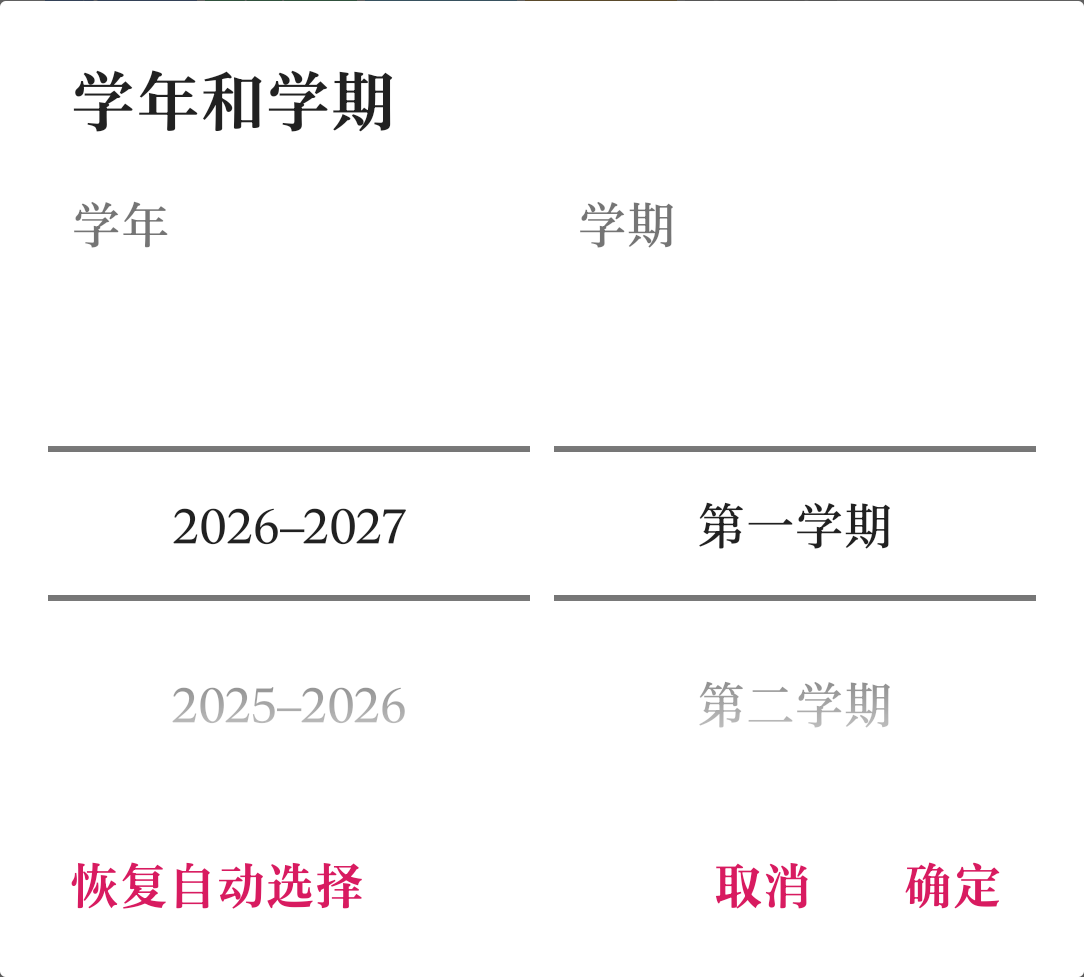 学年和学期
学年 学期
2026–2027 第一学期
2025–2026 第二学期
恢复自动选择 取消 确定